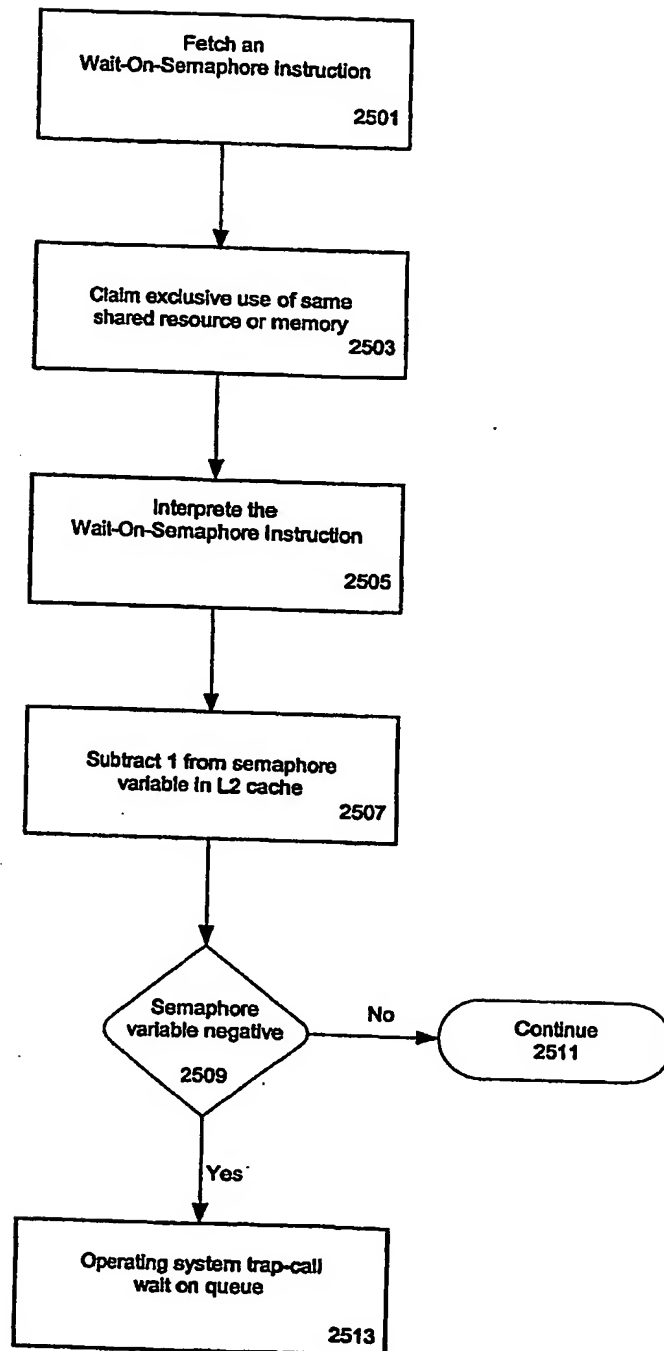 Fetch an
Wait-On-Semaphore Instruction
2501
Claim exclusive use of same
shared resource or memory
2503
Interprete the
Wait-On-Semaphore Instruction
2505
Subtract 1 from semaphore
variable in L2 cache
2507
Semaphore
variable negative
2509
No
Continue
2511
Yes
Operating system trap-call
wait on queue
2513